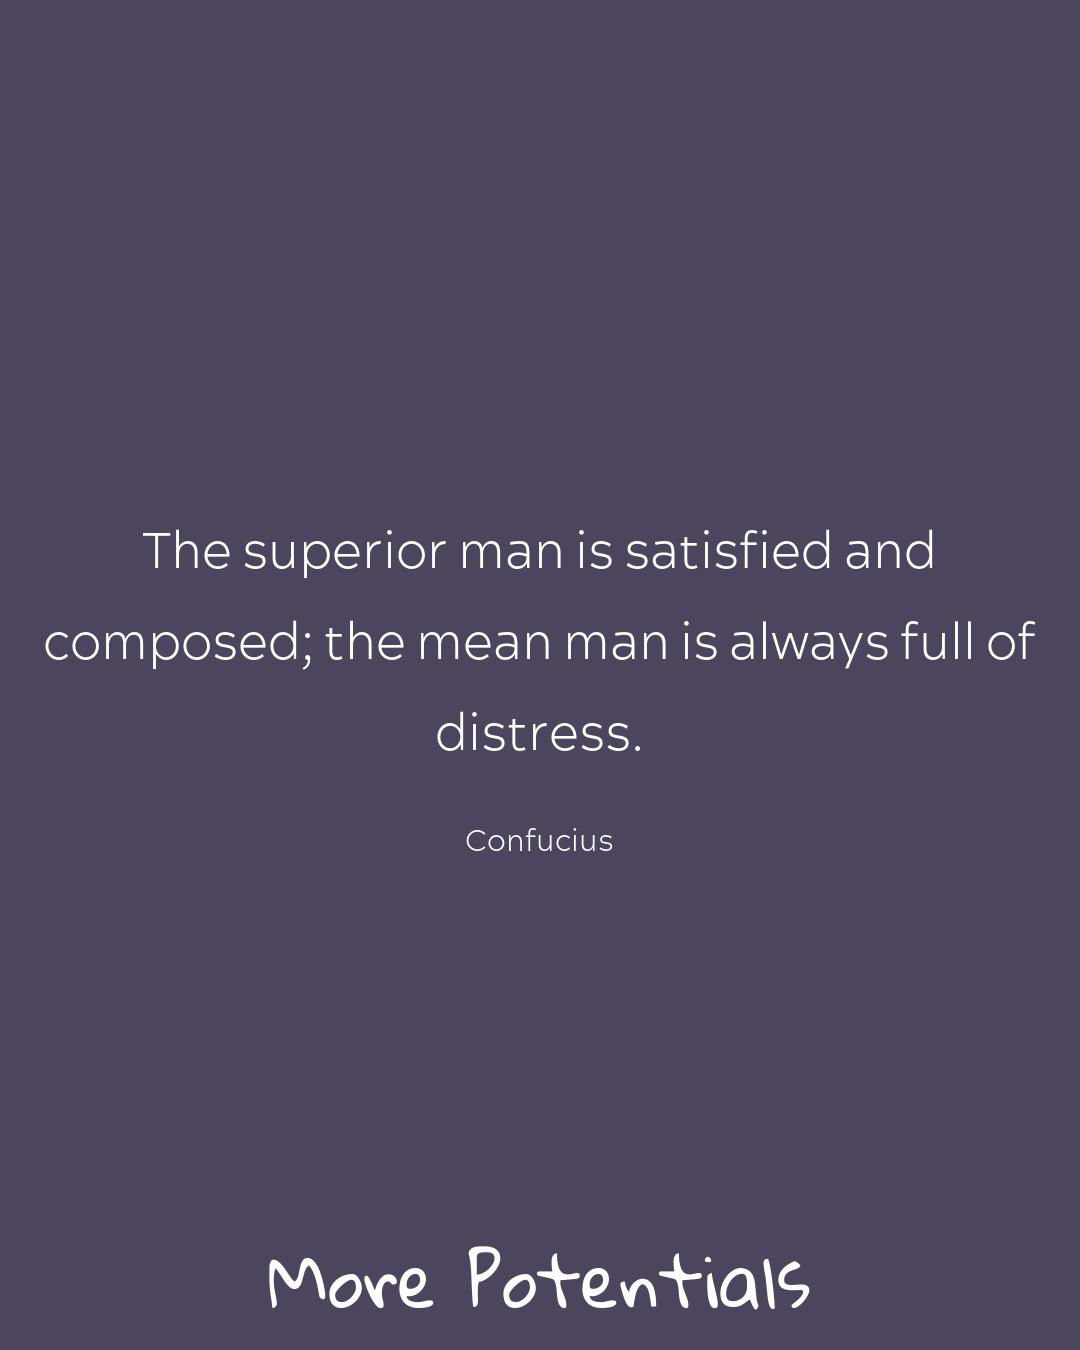 The superior man is satisfied and
composed; the mean man is always full of
distress.
Confucius
More Potentials